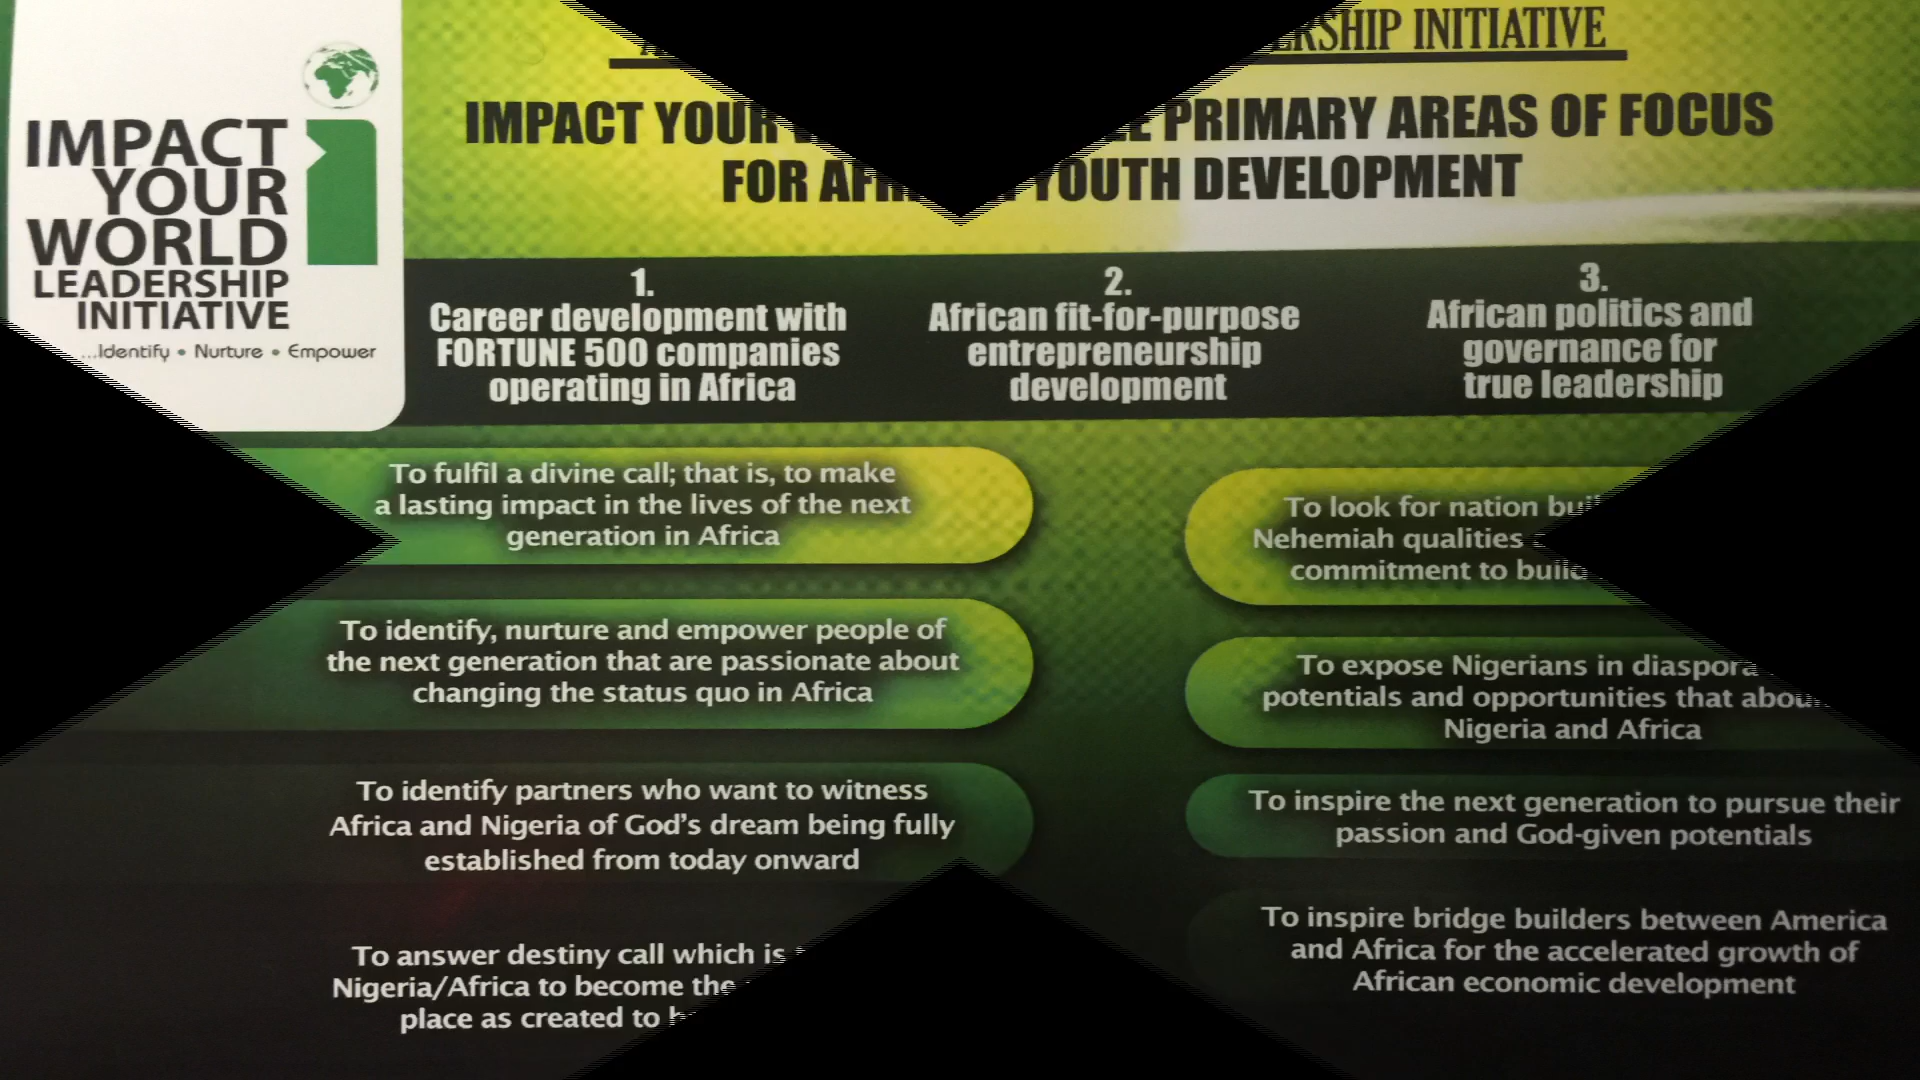 IMPACT
YOUR
WORLD
LEADERSHIP
INITIATIVE
...Identify • Nurture • Empower
INITIATIVE
IMPACT YOUR PRIMARY AREAS OF FOCUS
FOR YOUTH DEVELOPMENT
1.
Career development with
FORTUNE 500 companies
operating in Africa
2.
African fit-for-purpose
entrepreneurship
development
3.
African politics and
governance for
true leadership
To fulfil a divine call; that is, to make
a lasting impact in the lives of the next
generation in Africa
To identify, nurture and empower people of
the next generation that are passionate about
changing the status quo in Africa
To identify partners who want to witness
Africa and Nigeria of God's dream being fully
established from today onward
To answer destiny call which is
Nigeria/Africa to become the
place as created to
To look for nation
Nehemiah qualities
commitment to
To expose Nigerians in diaspora
potentials and opportunities that
Nigeria and Africa
To inspire the next generation to pursue their
passion and God-given potentials
To inspire bridge builders between America
and Africa for the accelerated growth of
African economic development